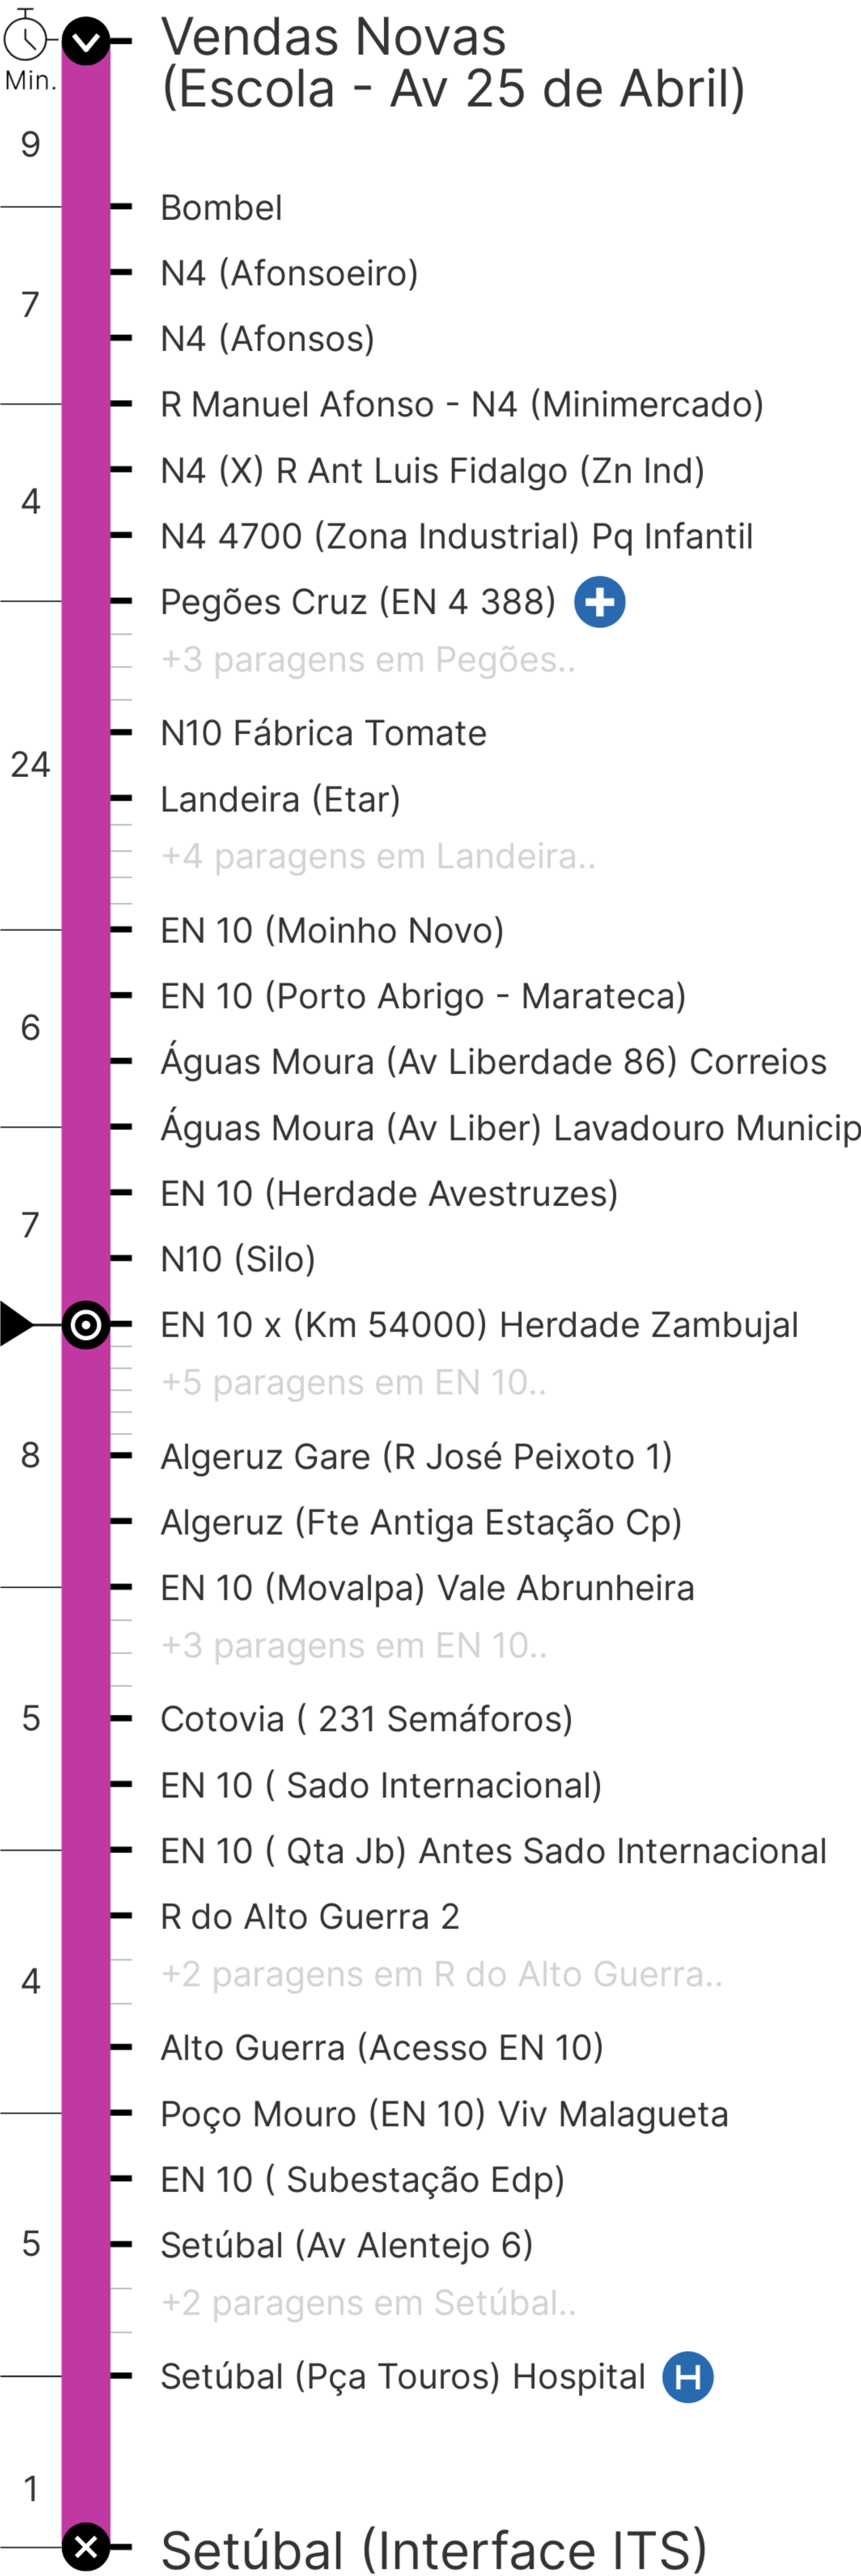 Vendas Novas
(Escola - Av 25 de Abril)
Min.
9
Bombel
N4 (Afonsoeiro)
7
N4 (Afonsos)
R Manuel Afonso - N4 (Minimercado)
N4 (X) R Ant Luis Fidalgo (Zn Ind)
4
N4 4700 (Zona Industrial) Pq Infantil
Pegões Cruz (EN 4 388)
+3 paragens em Pegões..
N10 Fábrica Tomate
24
Landeira (Etar)
+4 paragens em Landeira..
EN 10 (Moinho Novo)
EN 10 (Porto Abrigo - Marateca)
6
Águas Moura (Av Liberdade 86) Correios
Águas Moura (Av Liber) Lavadouro Municip
EN 10 (Herdade Avestruzes)
7
N10 (Silo)
EN 10 x (Km 54000) Herdade Zambujal
+5 paragens em EN 10..
8
Algeruz Gare (R José Peixoto 1)
Algeruz (Fte Antiga Estação Cp)
EN 10 (Movalpa) Vale Abrunheira
+3 paragens em EN 10..
5
Cotovia ( 231 Semáforos)
EN 10 ( Sado Internacional)
EN 10 ( Qta Jb) Antes Sado Internacional
R do Alto Guerra 2
+2 paragens em R do Alto Guerra..
4
Alto Guerra (Acesso EN 10)
Poço Mouro (EN 10) Viv Malagueta
EN 10 ( Subestação Edp)
5
Setúbal (Av Alentejo 6)
+2 paragens em Setúbal..
Setúbal (Pça Touros) Hospital H
1
Setúbal (Interface ITS)